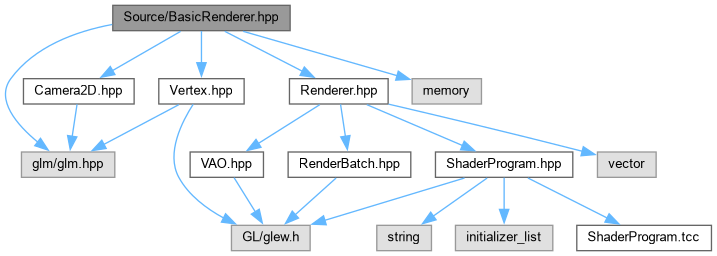 Source/BasicRenderer.hpp
Camera2D.hpp
Vertex.hpp
Renderer.hpp
memory
glm/glm.hpp
VAO.hpp
RenderBatch.hpp
ShaderProgram.hpp
vector
GL/glew.h
string
initializer_list
ShaderProgram.tcc